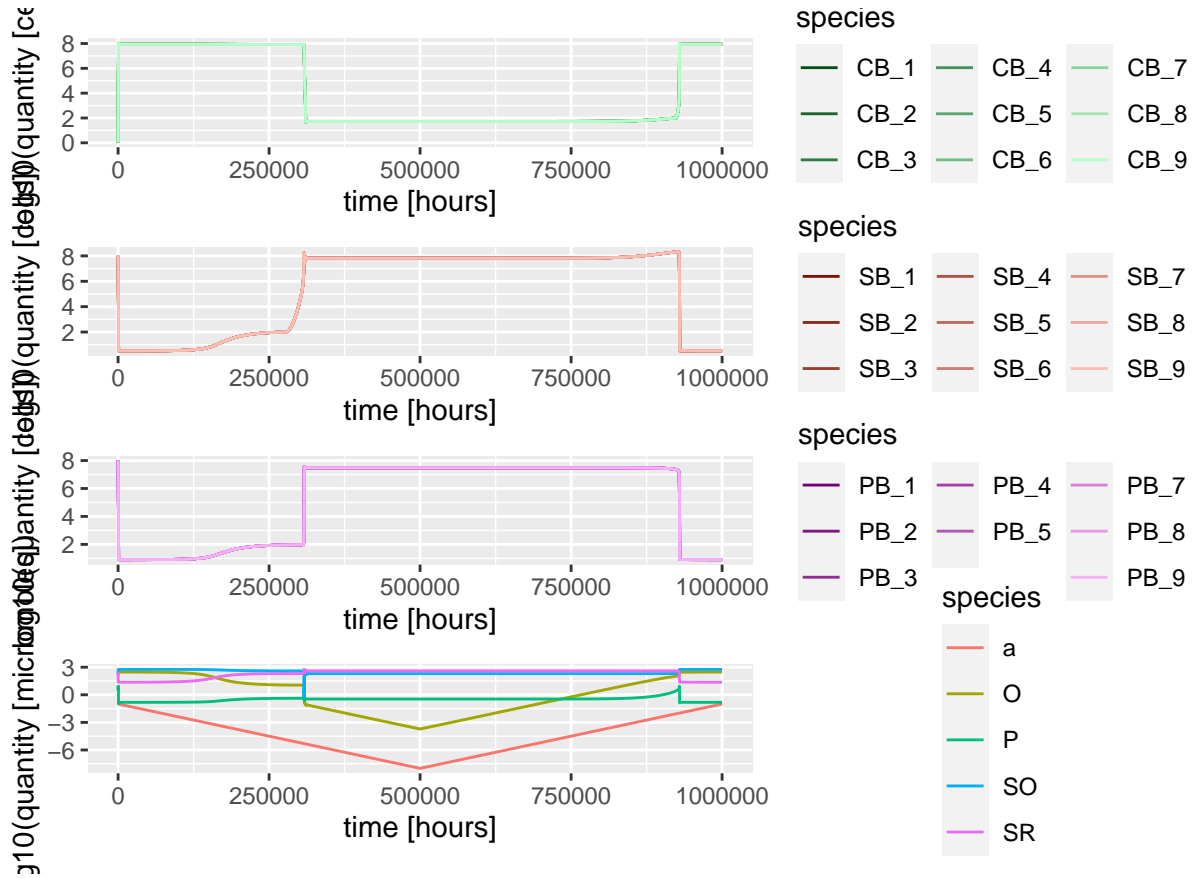 species
8
6
4
2
0
0 250000 500000 750000 1000000
time [hours]
CB_1 CB_4 CB_7
CB_2 CB_5 CB_8
CB_3 CB_6 CB_9
species
8
6
4
2
0 250000 500000 750000 1000000
time [hours]
SB_1 SB_4 SB_7
SB_2 SB_5 SB_8
SB_3 SB_6 SB_9
species
8
6
4
2
0 250000 500000 750000 1000000
time [hours]
PB_1 PB_4 PB_7
PB_2 PB_5 PB_8
PB_3 PB_9
species
3
0
−3
−6
0 250000 500000 750000 1000000
time [hours]
a
O
P
SO
SR